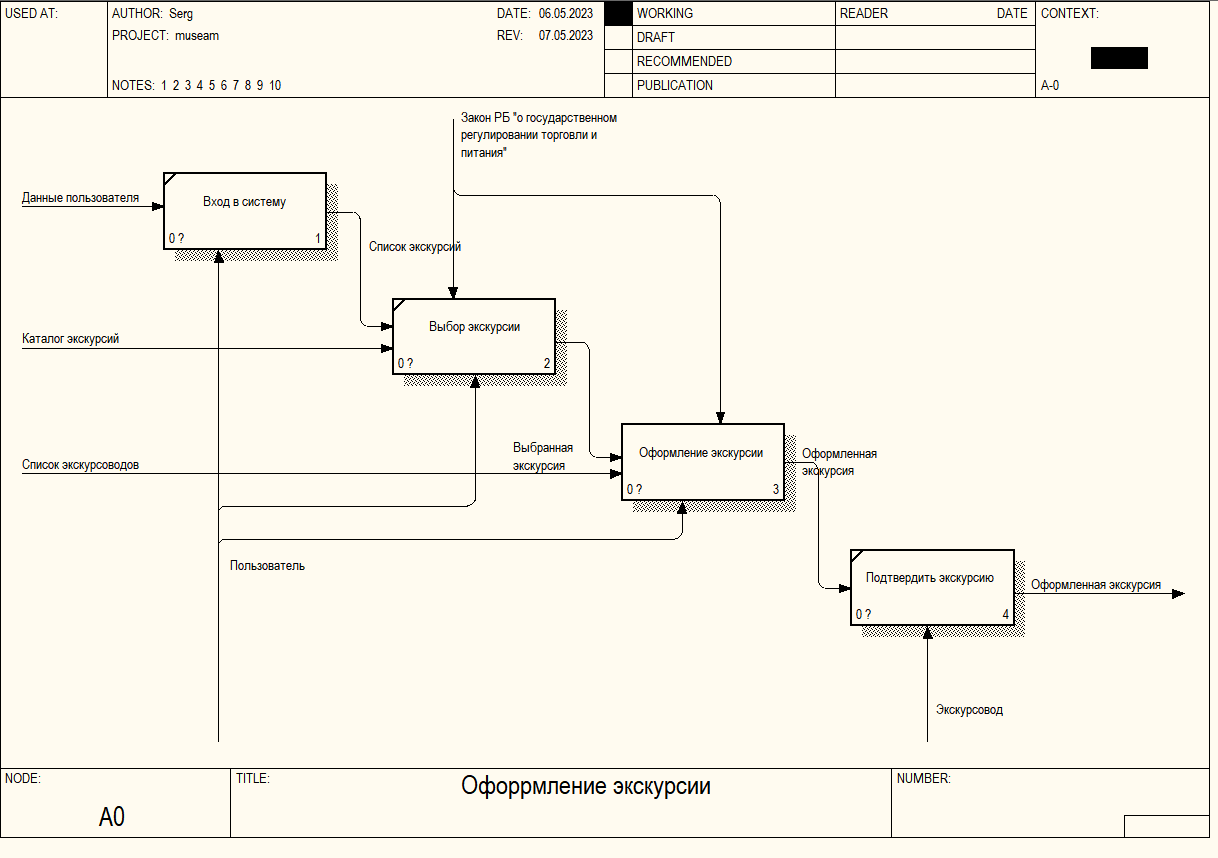 USED AT:
AUTHOR: Serg
DATE: 06.05.2023
PROJECT: museam
REV: 07.05.2023
NOTES: 1 2 3 4 5 6 7 8 9 10
WORKING
DRAFT
RECOMMENDED
PUBLICATION
READER
DATE
CONTEXT:
A-0
Закон РБ "о государственном
регулировании торговли и
питания"
Данные пользователя
Вход в систему
0 ?
1
Список экскурсий
Каталог экскурсий
Выбор экскурсии
0 ?
2
Список экскурсоводов
Выбранная
экскурсия
Оформление экскурсии
0 ?
3
Оформленная
экскурсия
Пользователь
Подтвердить экскурсию
0 ?
4
Оформленная экскурсия
Экскурсовод
NODE:
A0
TITLE:
Офоррмление экскурсии
NUMBER: